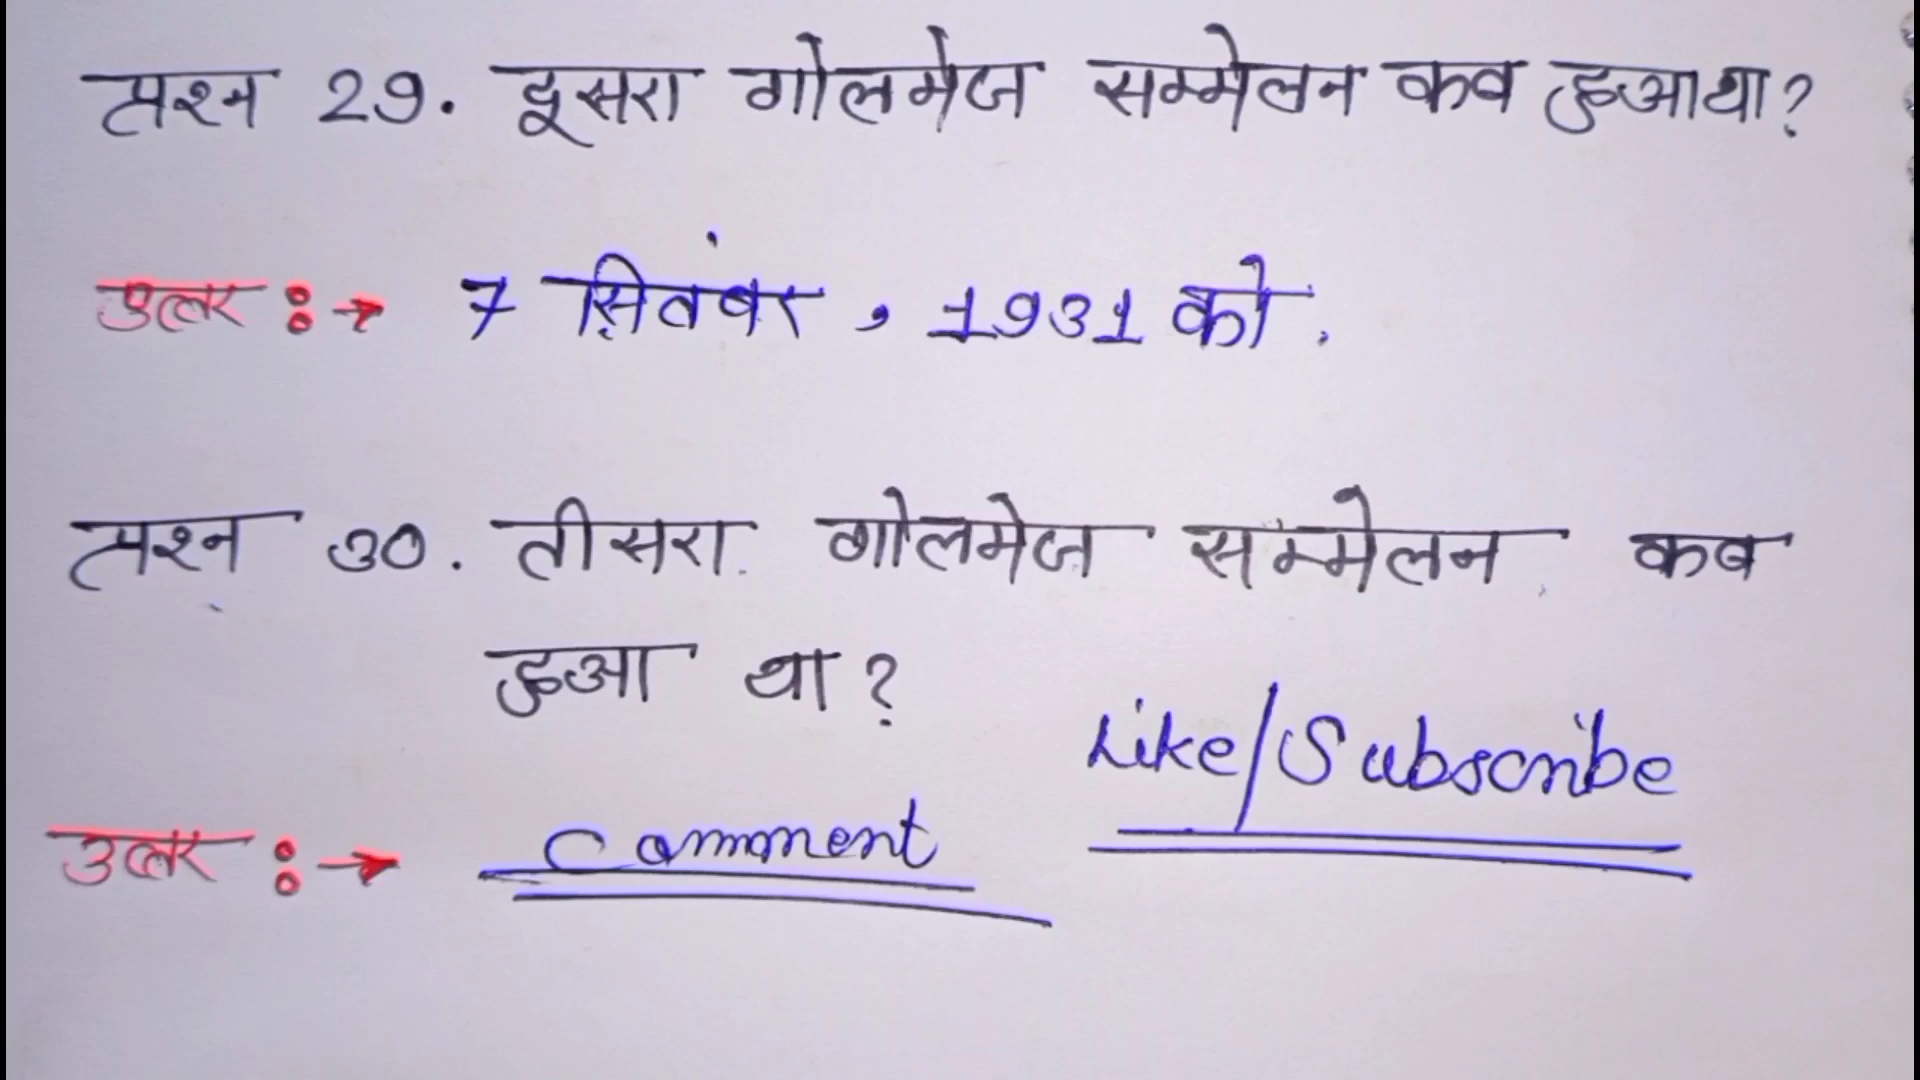 प्रश्न 29. दूसरा गोलमेज सम्मेलन कब हुआ था?
उत्तर :→ 7 सितंबर , 1931 को .
प्रश्न 30. तीसरा गोलमेज सम्मेलन कब
हुआ था?
Like/Subscribe
उत्तर :→ Comment